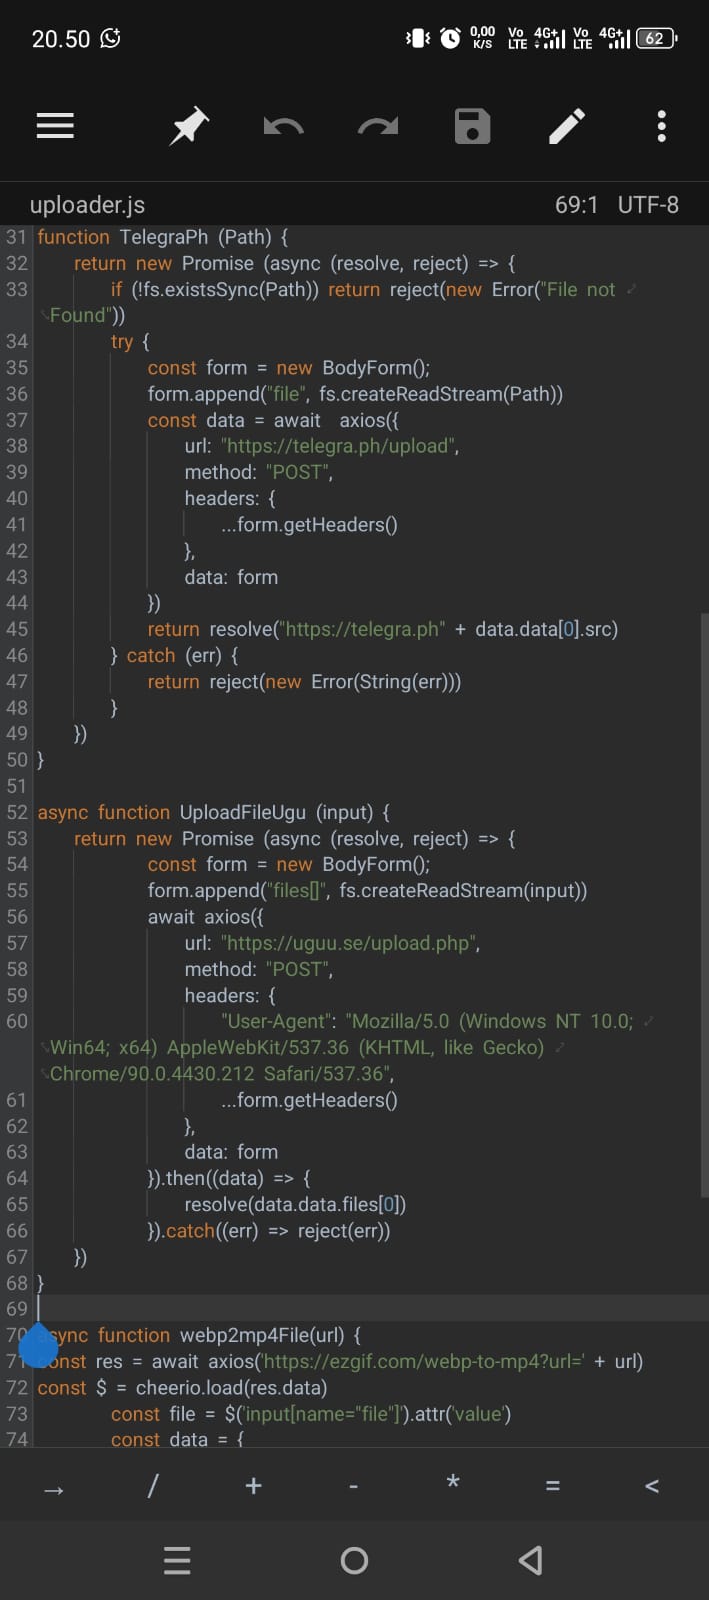 20.50 0,00 K/S Vo LTE 4G+ Vo LTE 4G+ 62
uploader.js 69:1 UTF-8
31 function TelegraPh (Path) {
32 return new Promise (async (resolve, reject) => {
33 if (!fs.existsSync(Path)) return reject(new Error("File not
Found"))
34 try {
35 const form = new BodyForm();
36 form.append("file", fs.createReadStream(Path))
37 const data = await axios({
38 url: "https://telegra.ph/upload",
39 method: "POST",
40 headers: {
41 ...form.getHeaders()
42 },
43 data: form
44 })
45 return resolve("https://telegra.ph" + data.data[0].src)
46 } catch (err) {
47 return reject(new Error(String(err)))
48 }
49 })
50 }
51
52 async function UploadFileUgu (input) {
53 return new Promise (async (resolve, reject) => {
54 const form = new BodyForm();
55 form.append("files[]", fs.createReadStream(input))
56 await axios({
57 url: "https://uguu.se/upload.php",
58 method: "POST",
59 headers: {
60 "User-Agent": "Mozilla/5.0 (Windows NT 10.0;
Win64; x64) AppleWebKit/537.36 (KHTML, like Gecko)
Chrome/90.0.4430.212 Safari/537.36",
61 ...form.getHeaders()
62 },
63 data: form
64 }).then((data) => {
65 resolve(data.data.files[0])
66 }).catch((err) => reject(err))
67 })
68 }
69
70 async function webp2mp4File(url) {
71 const res = await axios('https://ezgif.com/webp-to-mp4?url=' + url)
72 const $ = cheerio.load(res.data)
73 const file = $('input[name="file"]').attr('value')
74 const data = {
→ / + - * = <